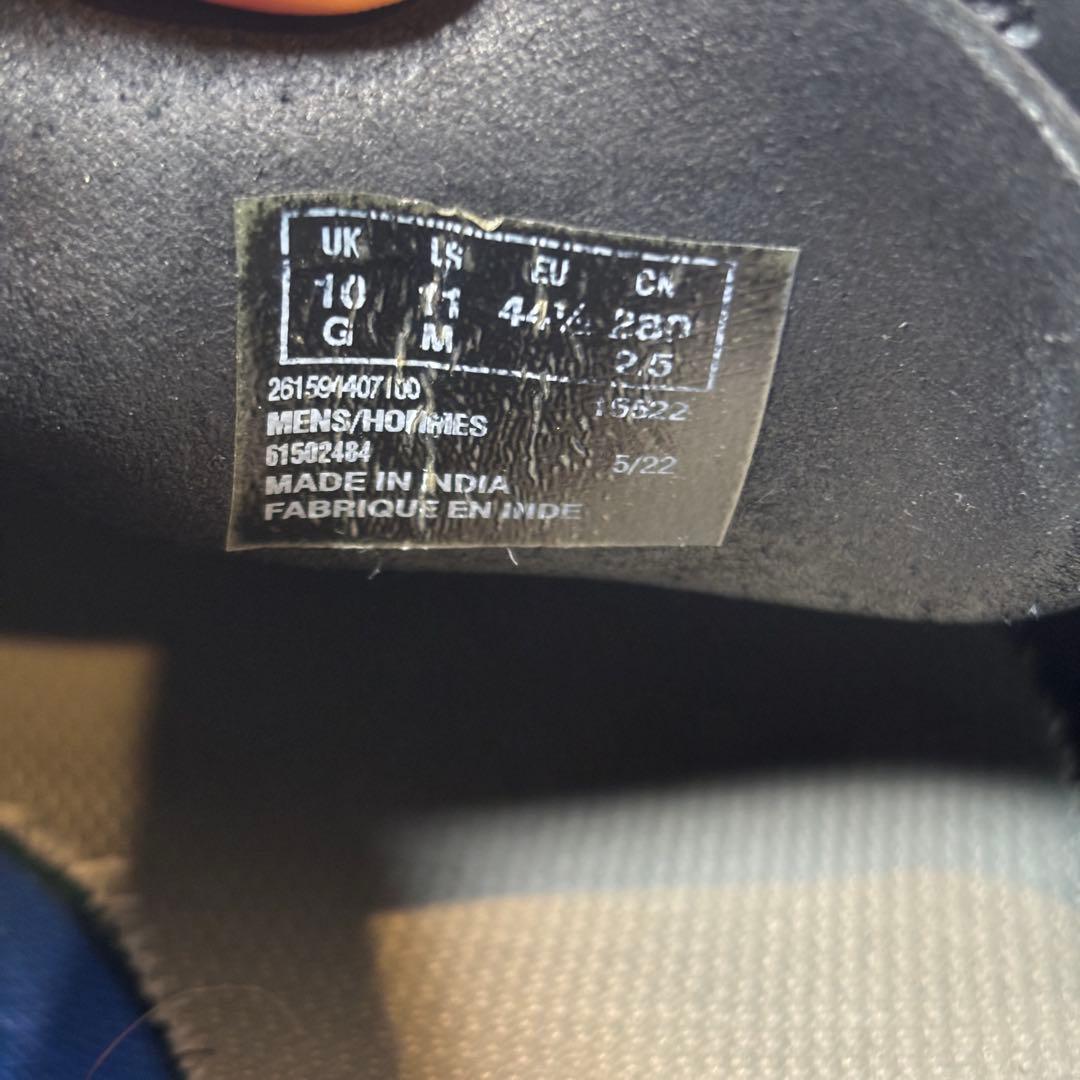 UK US EU CN
10 11 44½ 280
G M 2.5
261594407100
MENS/HOMMES
61502484 5/22
MADE IN INDIA
FABRIQUE EN INDE